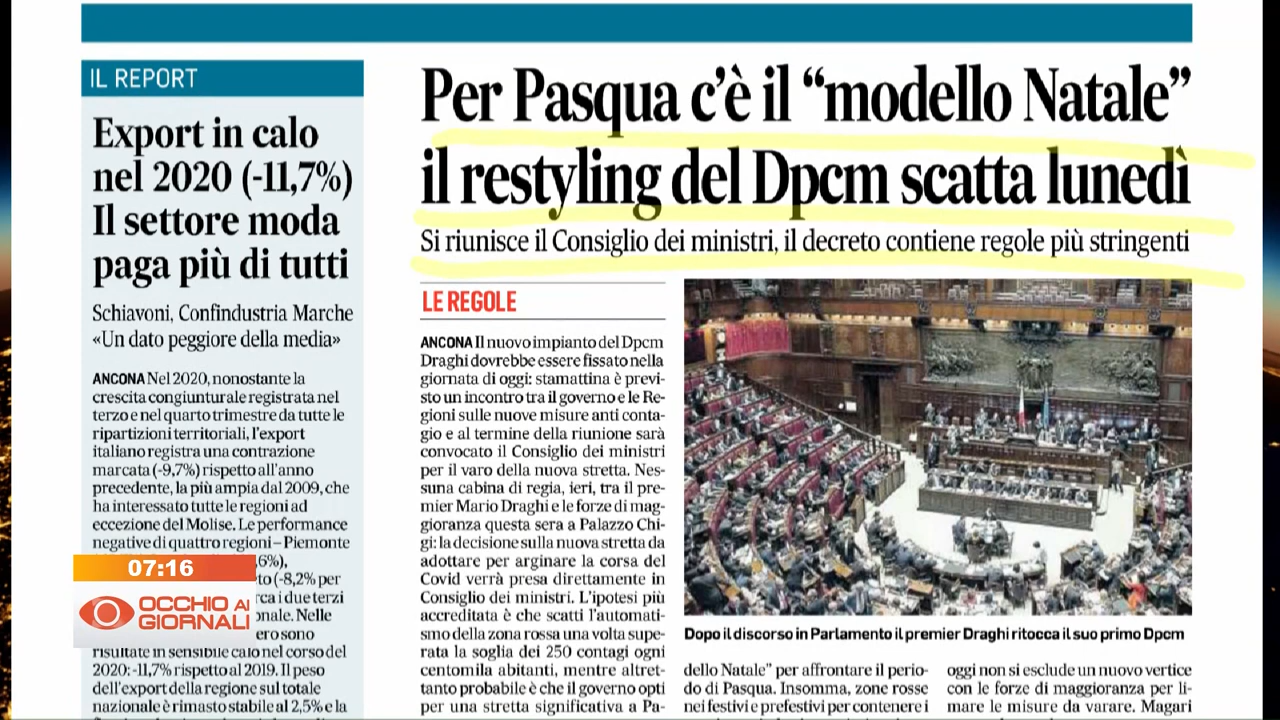 IL REPORT
Export in calo
nel 2020 (-11,7%)
Il settore moda
paga più di tutti
Schiavoni, Confindustria Marche
«Un dato peggiore della media»
ANCONA Nel 2020, nonostante la
crescita congiunturale registrata nel
terzo e nel quarto trimestre da tutte le
ripartizioni territoriali, l'export
italiano registra una contrazione
marcata (-9,7%) rispetto all'anno
precedente, la più ampia dal 2009, che
ha interessato tutte le regioni ad
eccezione del Molise. Le performance
negative di quattro regioni – Piemonte
,6%),
to (-8,2% per
rca i due terzi
onale. Nelle
ero sono
risultate in sensibile calo nel corso del
2020: -11,7% rispetto al 2019. Il peso
dell'export della regione sul totale
nazionale è rimasto stabile al 2,5% e la
Per Pasqua c'è il “modello Natale”
il restyling del Dpcm scatta lunedì
Si riunisce il Consiglio dei ministri, il decreto contiene regole più stringenti
LE REGOLE
ANCONA Il nuovo impianto del Dpcm
Draghi dovrebbe essere fissato nella
giornata di oggi: stamattina è previ-
sto un incontro tra il governo e le Re-
gioni sulle nuove misure anti conta-
gio e al termine della riunione sarà
convocato il Consiglio dei ministri
per il varo della nuova stretta. Nes-
suna cabina di regia, ieri, tra il pre-
mier Mario Draghi e le forze di mag-
gioranza questa sera a Palazzo Chi-
gi: la decisione sulla nuova stretta da
adottare per arginare la corsa del
Covid verrà presa direttamente in
Consiglio dei ministri. L'ipotesi più
accreditata è che scatti l'automati-
smo della zona rossa una volta supe-
rata la soglia dei 250 contagi ogni
centomila abitanti, mentre altret-
tanto probabile è che il governo opti
per una stretta significativa a Pa-
Dopo il discorso in Parlamento il premier Draghi ritocca il suo primo Dpcm
dello Natale” per affrontare il perio-
do di Pasqua. Insomma, zone rosse
nei festivi e prefestivi per contenere i
oggi non si esclude un nuovo vertice
con le forze di maggioranza per li-
mare le misure da varare. Magari
07:16
OCCHIO AI
GIORNALI